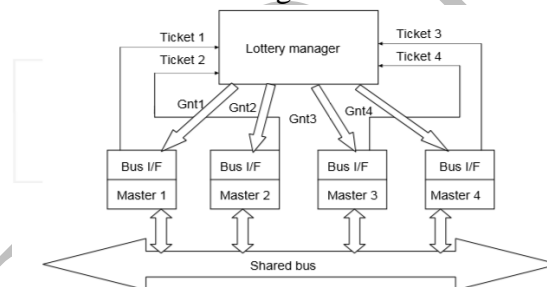 Ticket 1
Ticket 2
Lottery manager
Ticket 3
Ticket 4
Gnt1
Gnt2
Gnt3
Gnt4
Bus I/F
Master 1
Bus I/F
Master 2
Bus I/F
Master 3
Bus I/F
Master 4
Shared bus